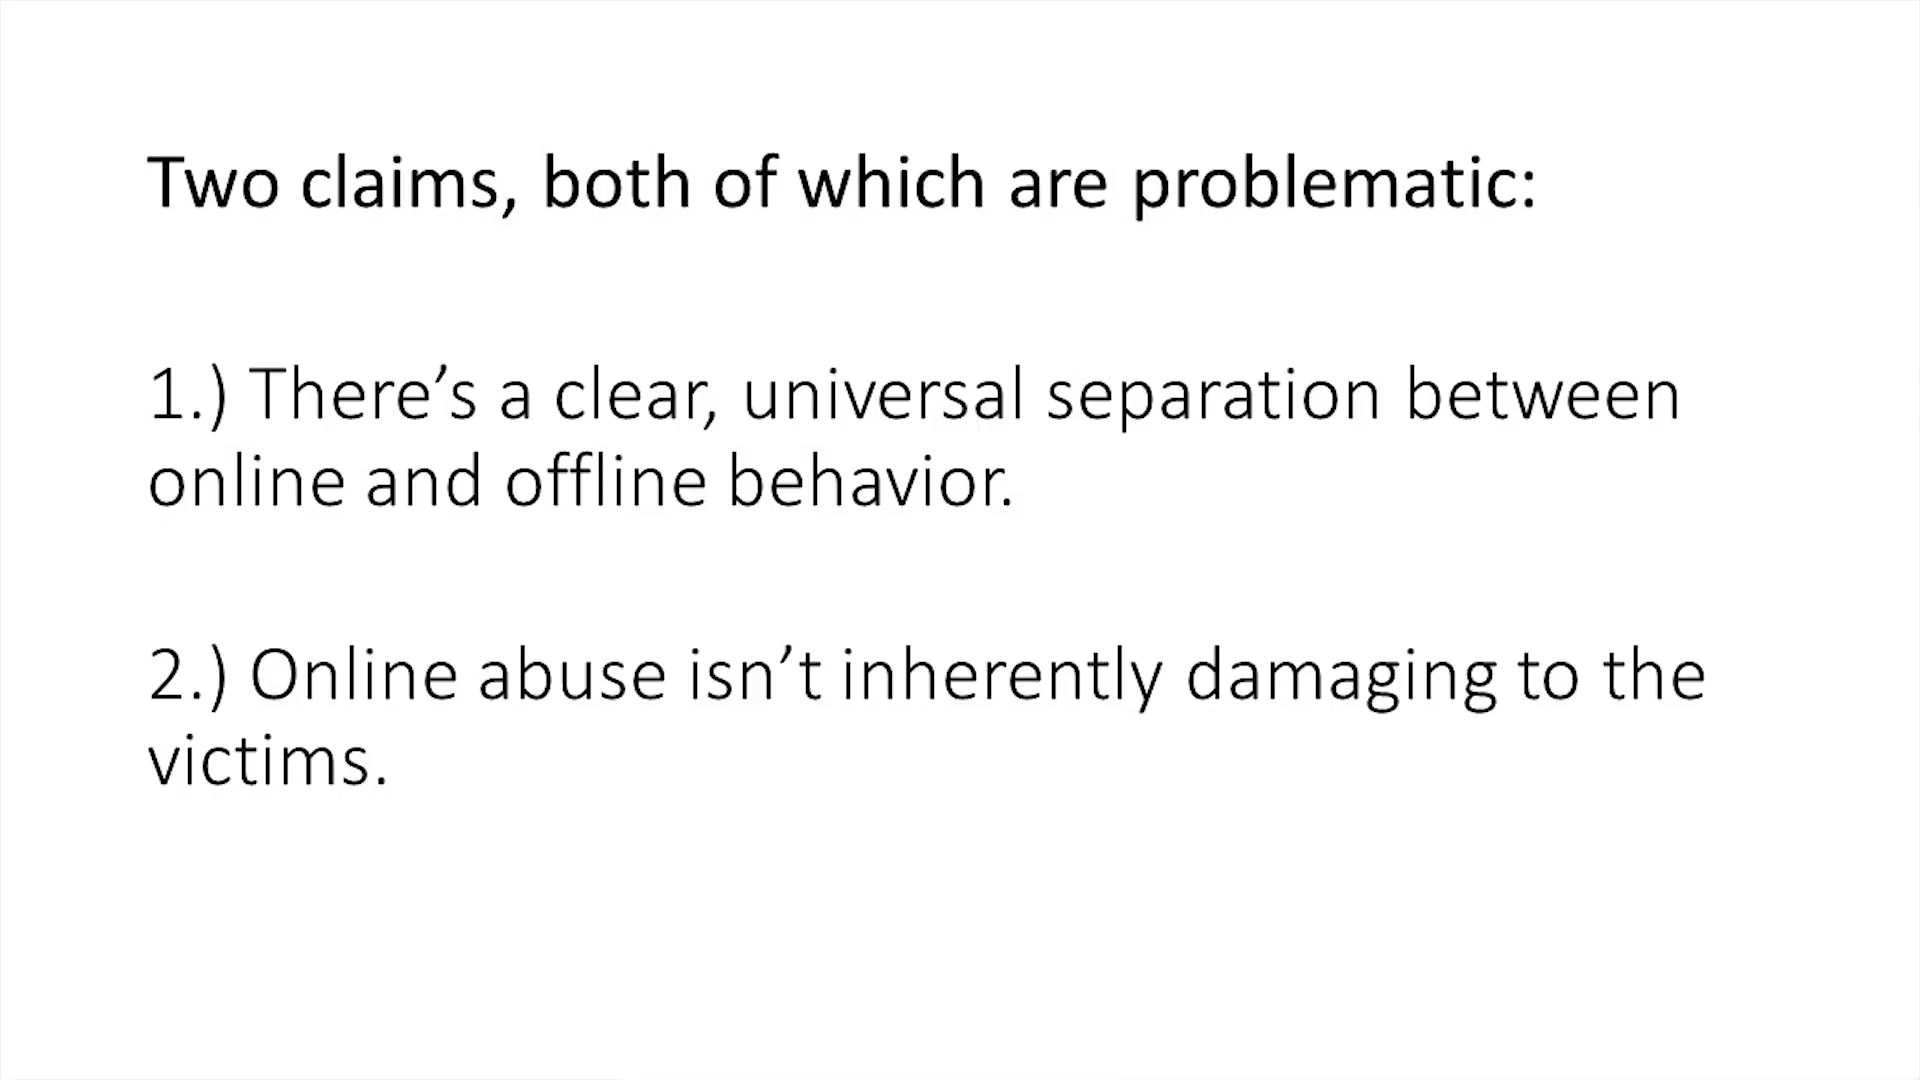 Two claims, both of which are problematic:
1.) There’s a clear, universal separation between
online and offline behavior.
2.) Online abuse isn’t inherently damaging to the
victims.